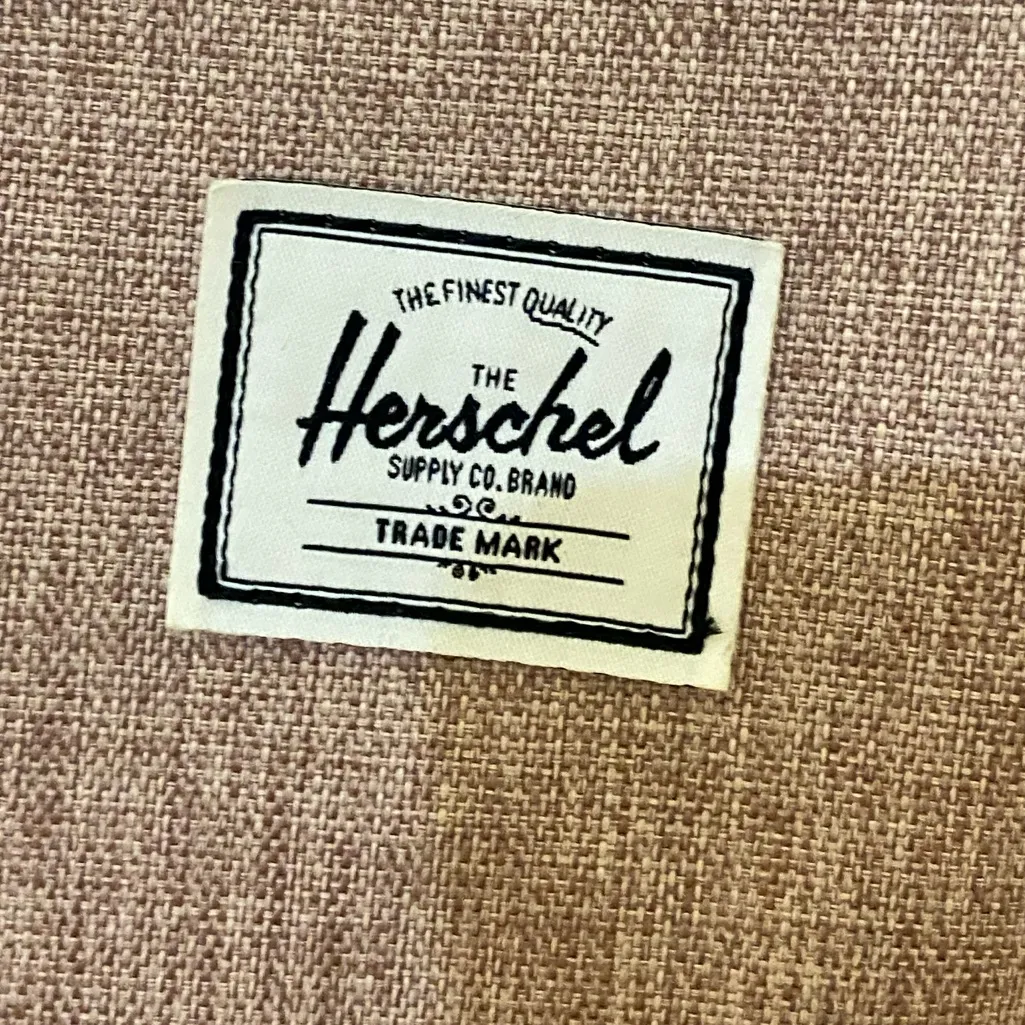 THE FINEST QUALITY
THE
Herschel
SUPPLY CO. BRAND
TRADE MARK